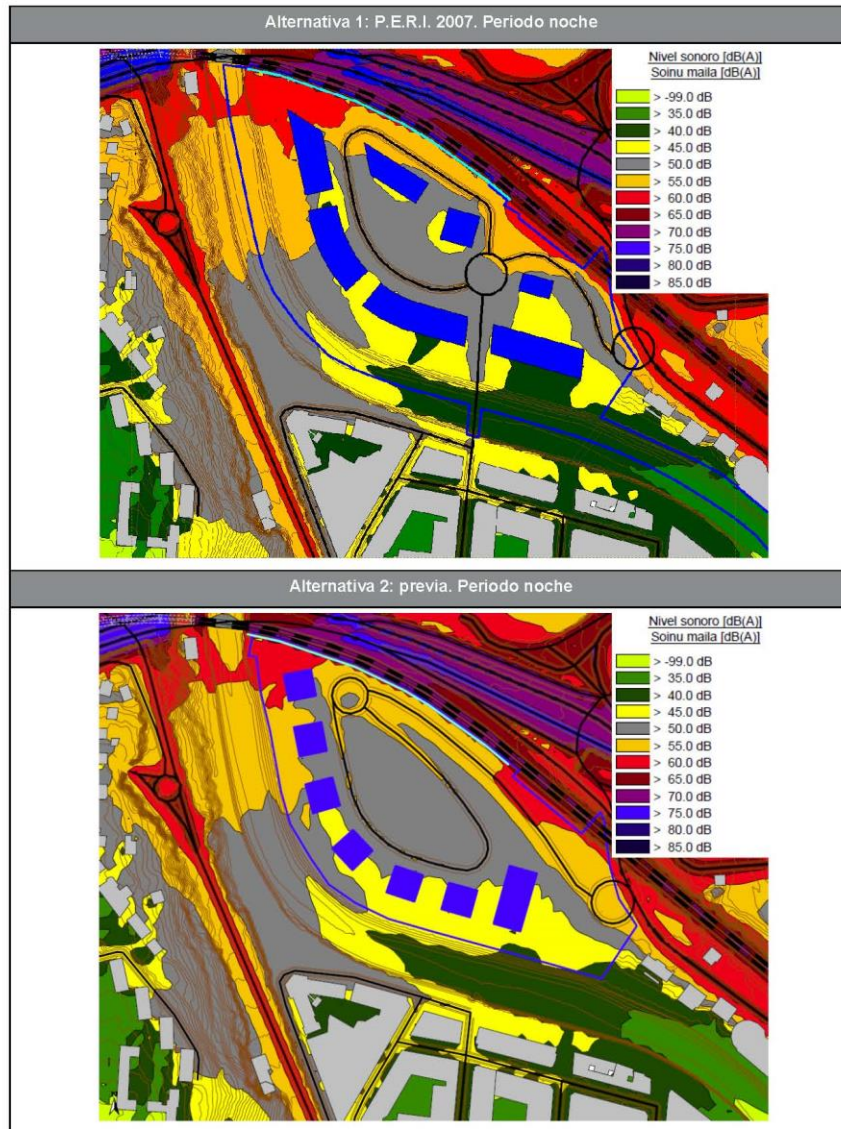 Alternativa 1: P.E.R.I. 2007. Periodo noche
Nivel sonoro [dB(A)]
Soinu maila [dB(A)]
> -99.0 dB
> 35.0 dB
> 40.0 dB
> 45.0 dB
> 50.0 dB
> 55.0 dB
> 60.0 dB
> 65.0 dB
> 70.0 dB
> 75.0 dB
> 80.0 dB
> 85.0 dB
Alternativa 2: previa. Periodo noche
Nivel sonoro [dB(A)]
Soinu maila [dB(A)]
> -99.0 dB
> 35.0 dB
> 40.0 dB
> 45.0 dB
> 50.0 dB
> 55.0 dB
> 60.0 dB
> 65.0 dB
> 70.0 dB
> 75.0 dB
> 80.0 dB
> 85.0 dB